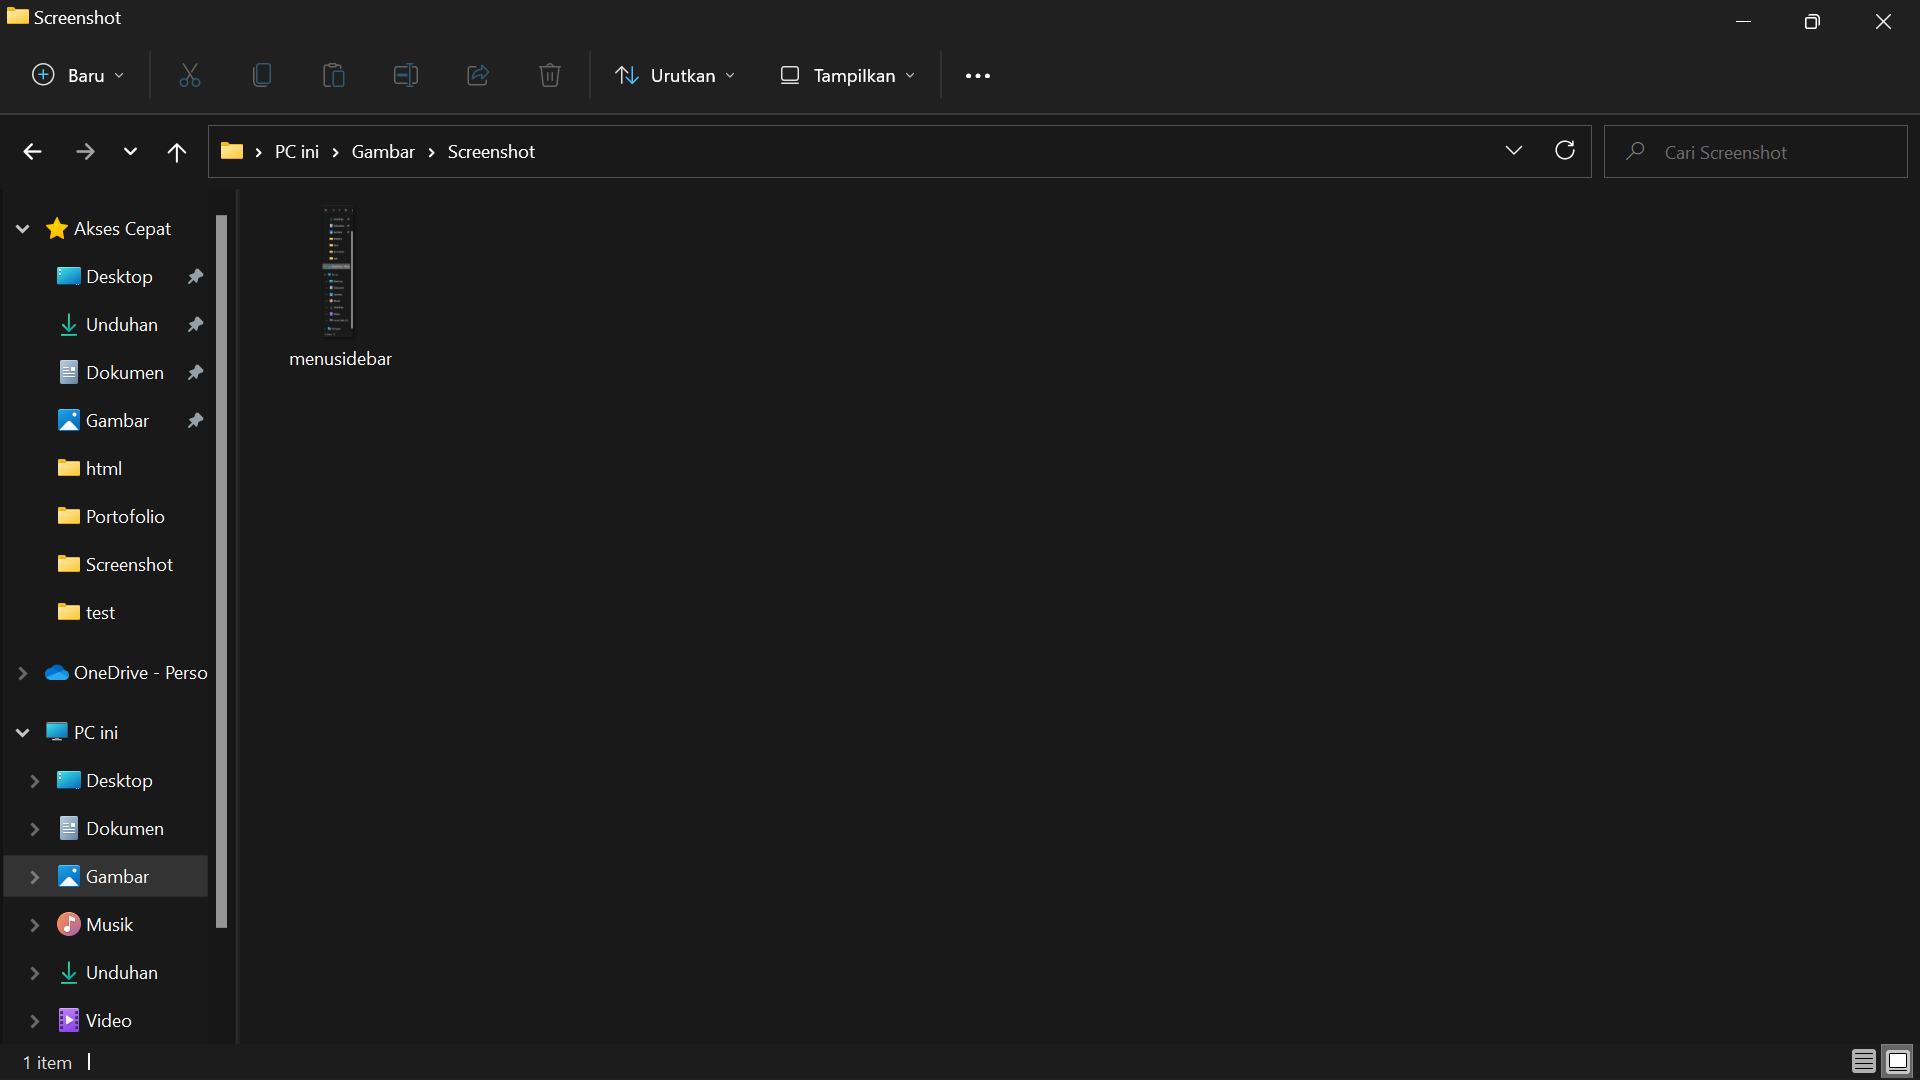 Screenshot
Baru
Urutkan
Tampilkan
PC ini
Gambar
Screenshot
Cari Screenshot
Akses Cepat
Desktop
Unduhan
Dokumen
Gambar
html
Portofolio
Screenshot
test
OneDrive - Perso
PC ini
Desktop
Dokumen
Gambar
Musik
Unduhan
Video
menusidebar
1 item